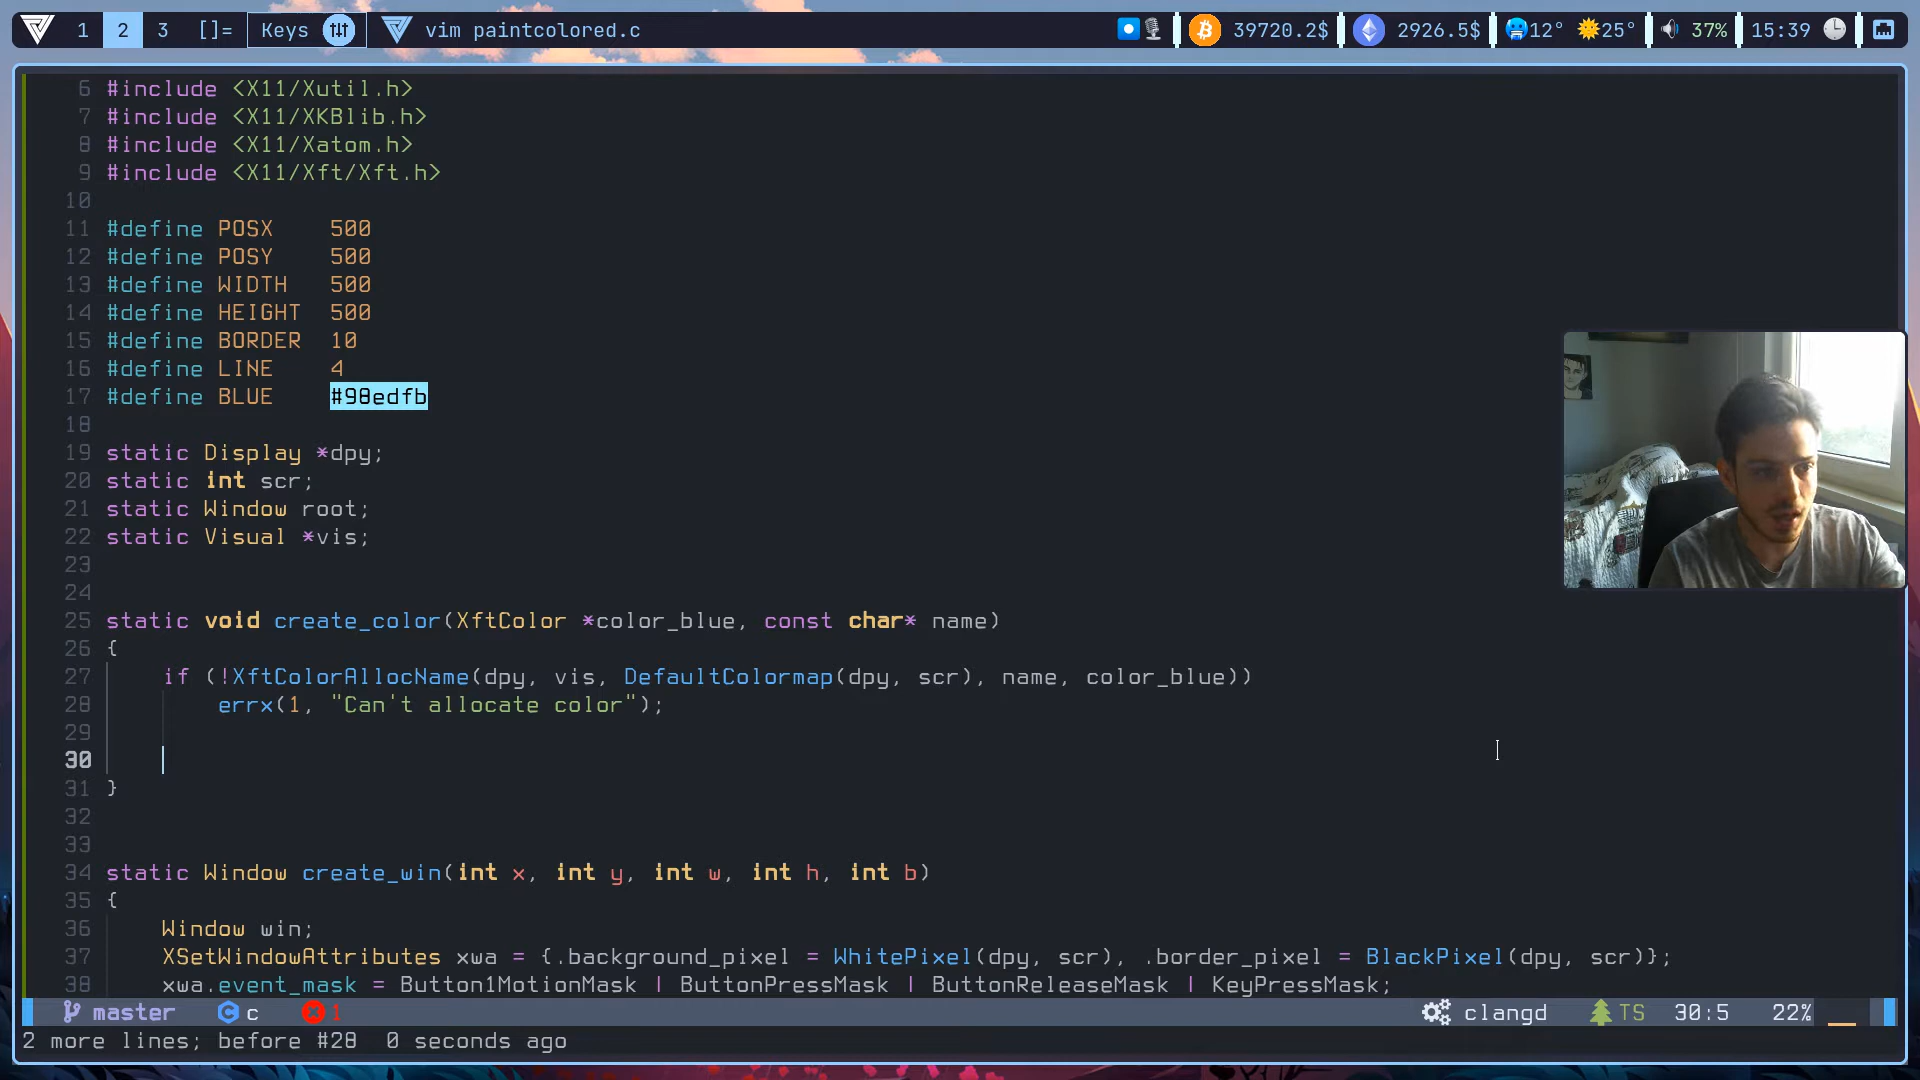 1 2 3 []= Keys vim paintcolored.c 39720.2$ 2926.5$ 12° 25° 37% 15:39
6 #include <X11/Xutil.h>
7 #include <X11/XKBlib.h>
8 #include <X11/Xatom.h>
9 #include <X11/Xft/Xft.h>
10
11 #define POSX 500
12 #define POSY 500
13 #define WIDTH 500
14 #define HEIGHT 500
15 #define BORDER 10
16 #define LINE 4
17 #define BLUE #98edfb
18
19 static Display *dpy;
20 static int scr;
21 static Window root;
22 static Visual *vis;
23
24
25 static void create_color(XftColor *color_blue, const char* name)
26 {
27 if (!XftColorAllocName(dpy, vis, DefaultColormap(dpy, scr), name, color_blue))
28 errx(1, "Can't allocate color");
29
30
31 }
32
33
34 static Window create_win(int x, int y, int w, int h, int b)
35 {
36 Window win;
37 XSetWindowAttributes xwa = {.background_pixel = WhitePixel(dpy, scr), .border_pixel = BlackPixel(dpy, scr)};
38 xwa.event_mask = Button1MotionMask | ButtonPressMask | ButtonReleaseMask | KeyPressMask;
master c 1 clangd TS 30:5 22%
2 more lines; before #28 0 seconds ago